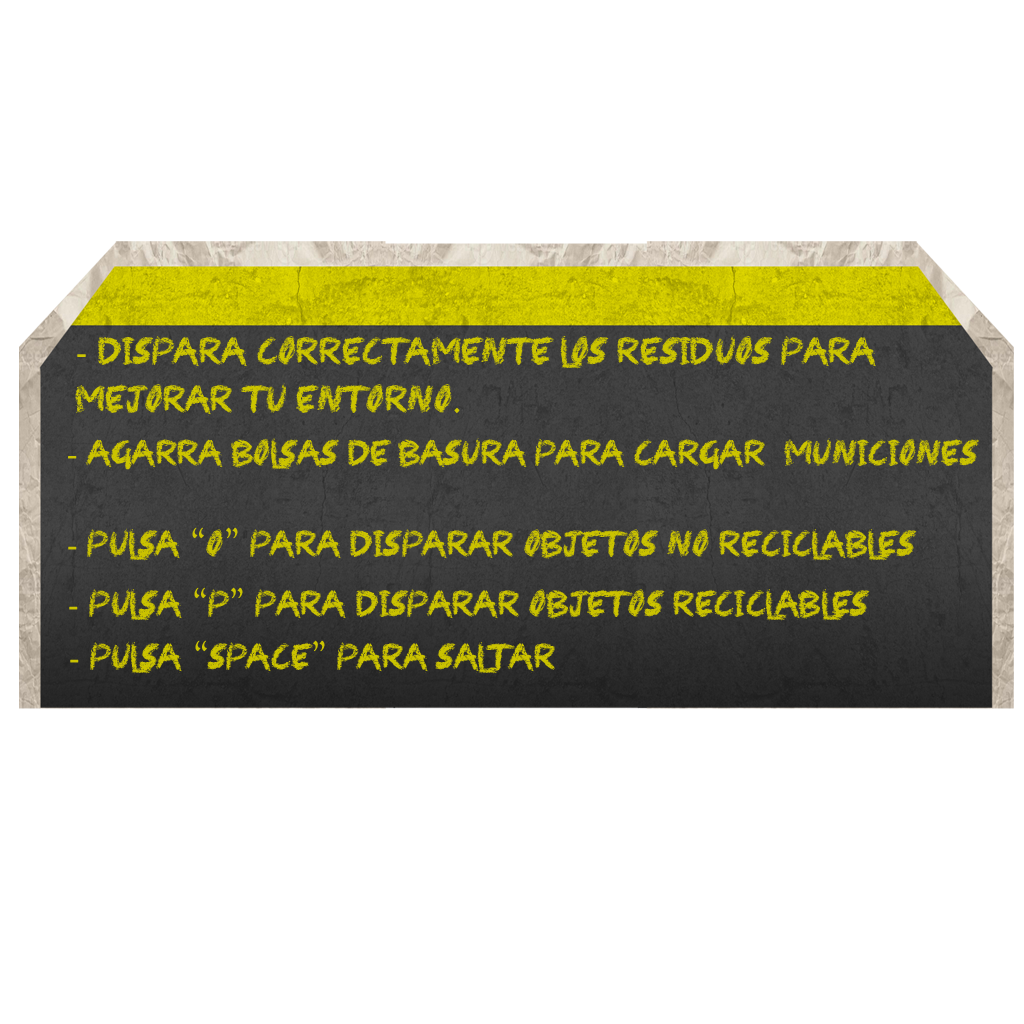 - DISPARA CORRECTAMENTE LOS RESIDUOS PARA
MEJORAR TU ENTORNO.
- AGARRA BOLSAS DE BASURA PARA CARGAR MUNICIONES
- PULSA “O” PARA DISPARAR OBJETOS NO RECICLABLES
- PULSA “P” PARA DISPARAR OBJETOS RECICLABLES
- PULSA “SPACE” PARA SALTAR